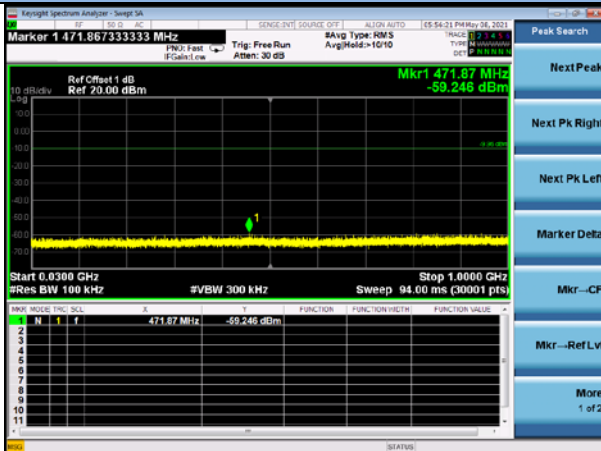 Keysight Spectrum Analyzer - Swept SA
RF 50 Ω AC SENSE:INT SOURCE OFF ALIGN AUTO 05:54:21 PM May 06, 2021
Marker 1 471.867333333 MHz
PNO: Fast
IFGain:Low
Trig: Free Run
Atten: 30 dB
#Avg Type: RMS
Avg|Hold:>10/10
TRACE 1 2 3 4 5 6
TYPE
DET P N N N N N
Peak Search
Mkr1 471.87 MHz
-59.246 dBm
Ref Offset 1 dB
Ref 20.00 dBm
10 dB/div
Log
10.0
0.00
-10.0
-20.0
-30.0
-40.0
-50.0
-60.0
-70.0
1
Start 0.0300 GHz
Stop 1.0000 GHz
#Res BW 100 kHz
#VBW 300 kHz
Sweep 94.00 ms (30001 pts)
MKR MODE TRC SCL X Y FUNCTION FUNCTION WIDTH FUNCTION VALUE
1 N 1 f 471.87 MHz -59.246 dBm
2
3
4
5
6
7
8
9
10
11
MSG
STATUS
Next Peak
Next Pk Right
Next Pk Left
Marker Delta
Mkr→CF
Mkr→Ref Lvl
More
1 of 2